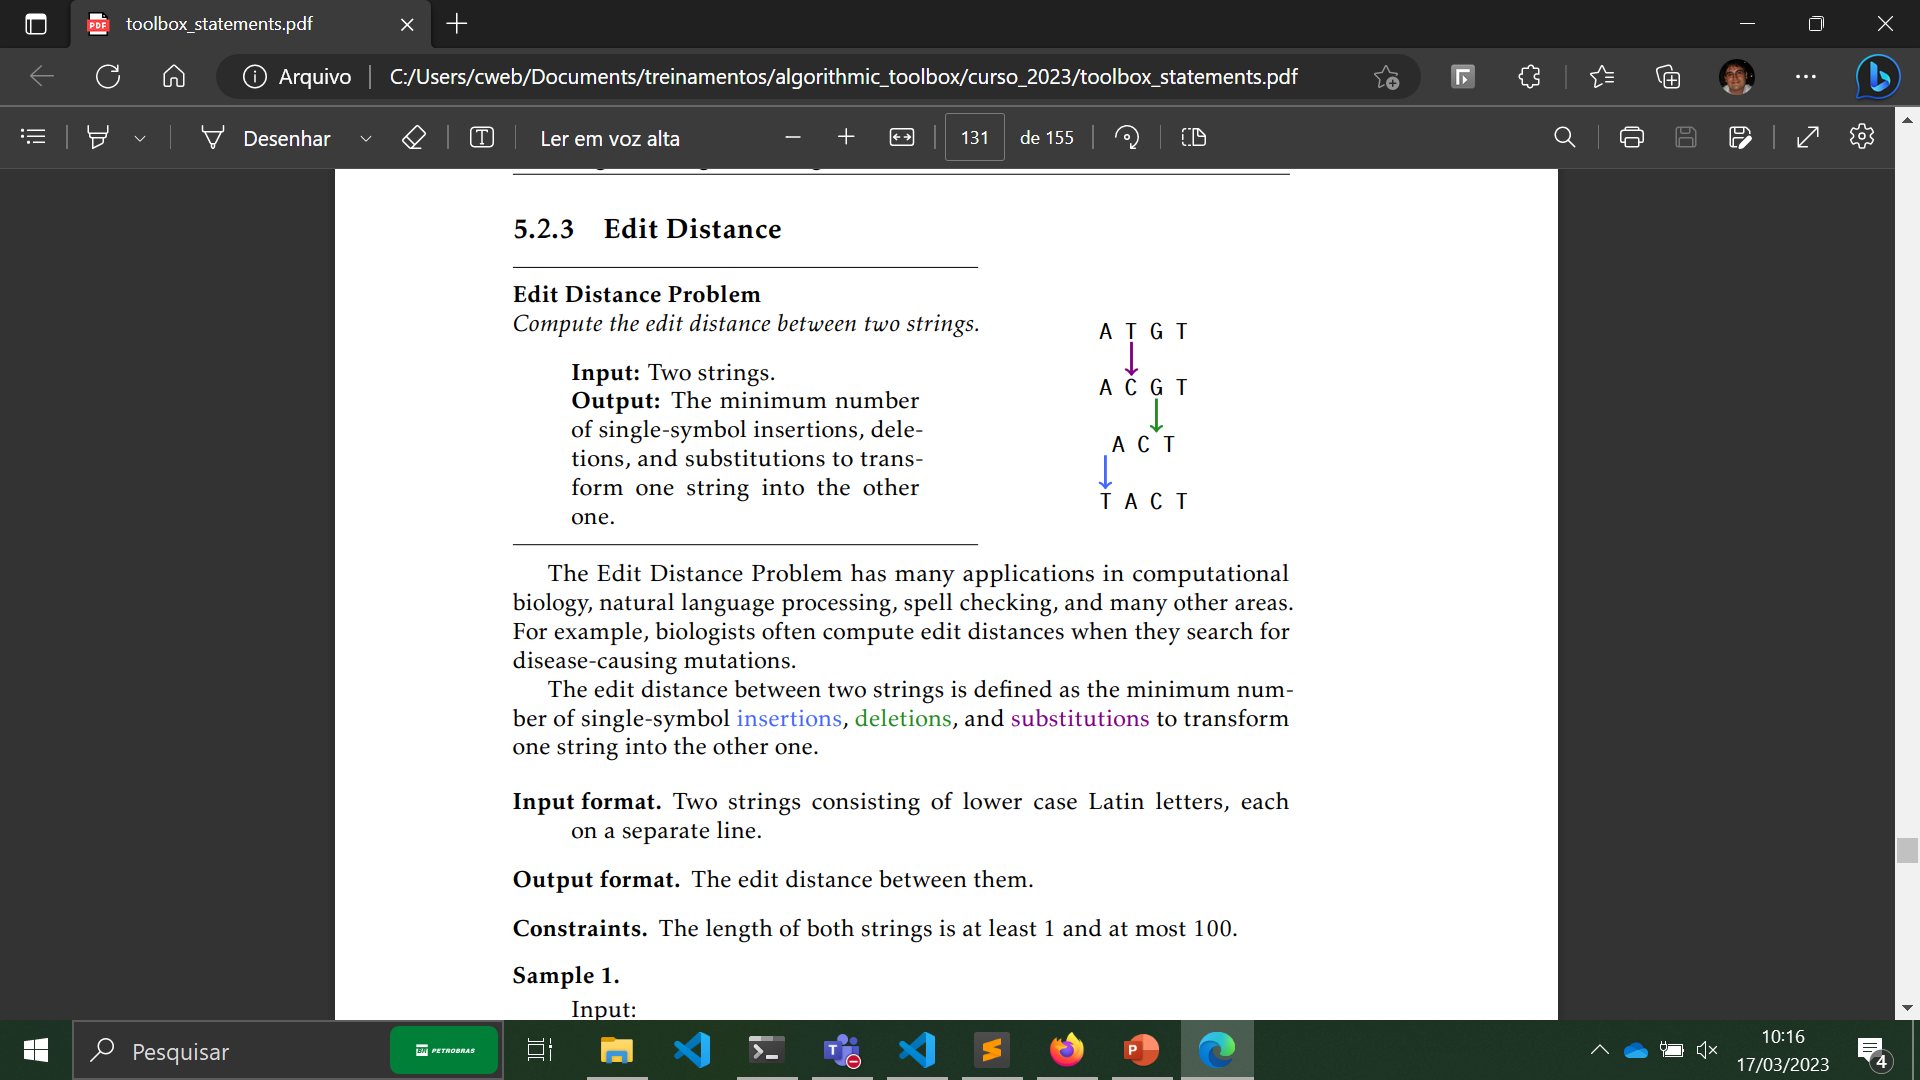 toolbox_statements.pdf
Arquivo
C:/Users/cweb/Documents/treinamentos/algorithmic_toolbox/curso_2023/toolbox_statements.pdf
Desenhar
Ler em voz alta
131
de 155
5.2.3 Edit Distance
Edit Distance Problem
Compute the edit distance between two strings.
Input: Two strings.
Output: The minimum number
of single-symbol insertions, dele-
tions, and substitutions to trans-
form one string into the other
one.
A T G T
A C G T
A C T
T A C T
The Edit Distance Problem has many applications in computational
biology, natural language processing, spell checking, and many other areas.
For example, biologists often compute edit distances when they search for
disease-causing mutations.
The edit distance between two strings is defined as the minimum num-
ber of single-symbol insertions, deletions, and substitutions to transform
one string into the other one.
Input format. Two strings consisting of lower case Latin letters, each
on a separate line.
Output format. The edit distance between them.
Constraints. The length of both strings is at least 1 and at most 100.
Sample 1.
Input:
Pesquisar
BR PETROBRAS
10:16
17/03/2023
4